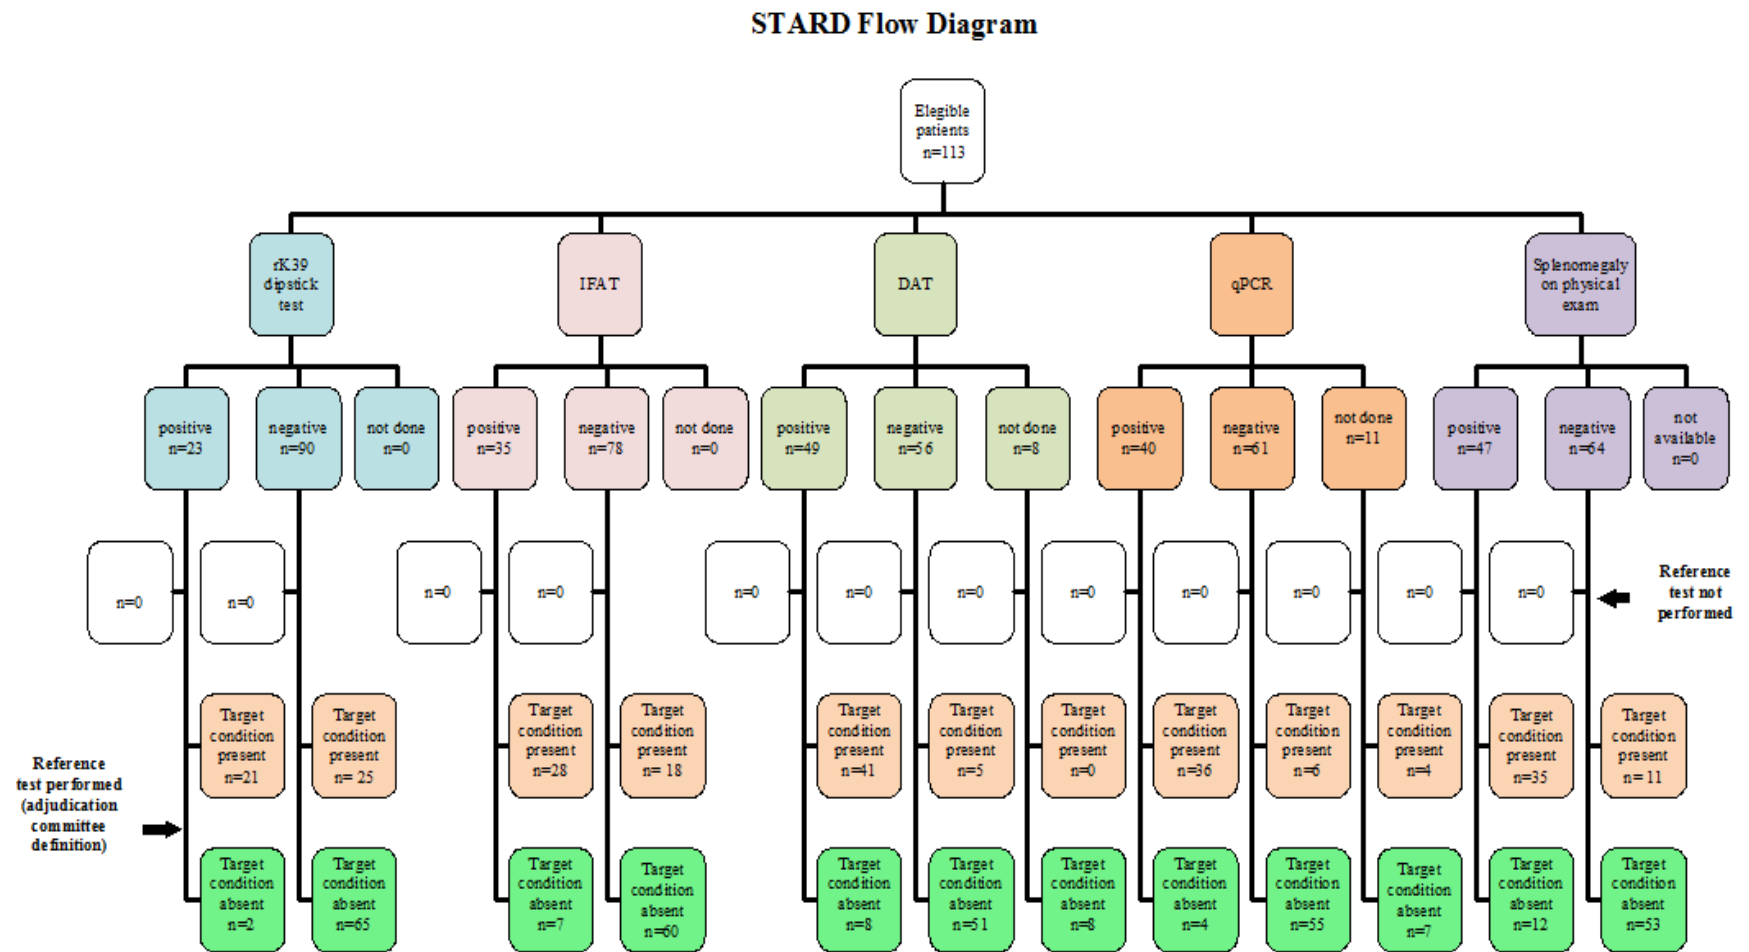 STARD Flow Diagram
Elegible
patients
n=113
rK39
dipstick
test
IFAT
DAT
qPCR
Splenomegaly
on physical
exam
positive
n=23
negative
n=90
not done
n=0
positive
n=35
negative
n=78
not done
n=0
positive
n=49
negative
n=56
not done
n=8
positive
n=40
negative
n=61
not done
n=11
positive
n=47
negative
n=64
not
available
n=0
n=0
n=0
n=0
n=0
n=0
n=0
n=0
n=0
n=0
n=0
n=0
n=0
Reference
test not
performed
Target
condition
present
n=21
Target
condition
present
n= 25
Target
condition
present
n=28
Target
condition
present
n= 18
Target
condition
present
n=41
Target
condition
present
n=5
Target
condition
present
n=0
Target
condition
present
n=36
Target
condition
present
n=6
Target
condition
present
n=4
Target
condition
present
n=35
Target
condition
present
n= 11
Reference
test performed
(adjudication
committee
definition)
Target
condition
absent
n=2
Target
condition
absent
n=65
Target
condition
absent
n=7
Target
condition
absent
n=60
Target
condition
absent
n=8
Target
condition
absent
n=51
Target
condition
absent
n=8
Target
condition
absent
n=4
Target
condition
absent
n=55
Target
condition
absent
n=7
Target
condition
absent
n=12
Target
condition
absent
n=53